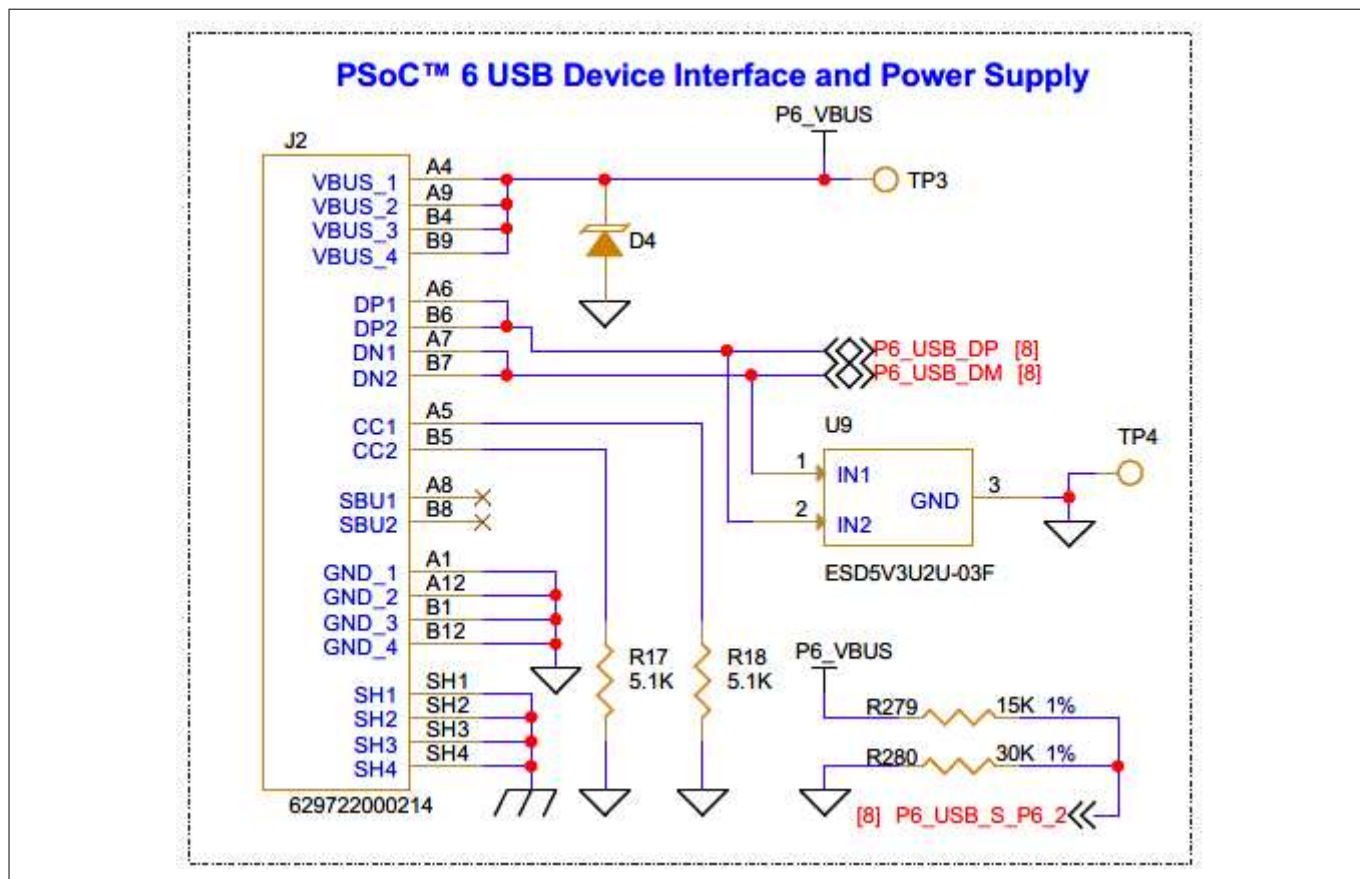 PSoC™ 6 USB Device Interface and Power Supply
P6_VBUS
J2
TP3
VBUS_1 A4
VBUS_2 A9
VBUS_3 B4
VBUS_4 B9
D4
DP1 A6
DP2 B6
DN1 A7
DN2 B7
P6_USB_DP [8]
P6_USB_DM [8]
CC1 A5
CC2 B5
U9
TP4
1 IN1
2 IN2
GND 3
ESD5V3U2U-03F
SBU1 A8
SBU2 B8
GND_1 A1
GND_2 A12
GND_3 B1
GND_4 B12
R17
5.1K
R18
5.1K
SH1 SH1
SH2 SH2
SH3 SH3
SH4 SH4
629722000214
P6_VBUS
R279 15K 1%
R280 30K 1%
[8] P6_USB_S_P6_2